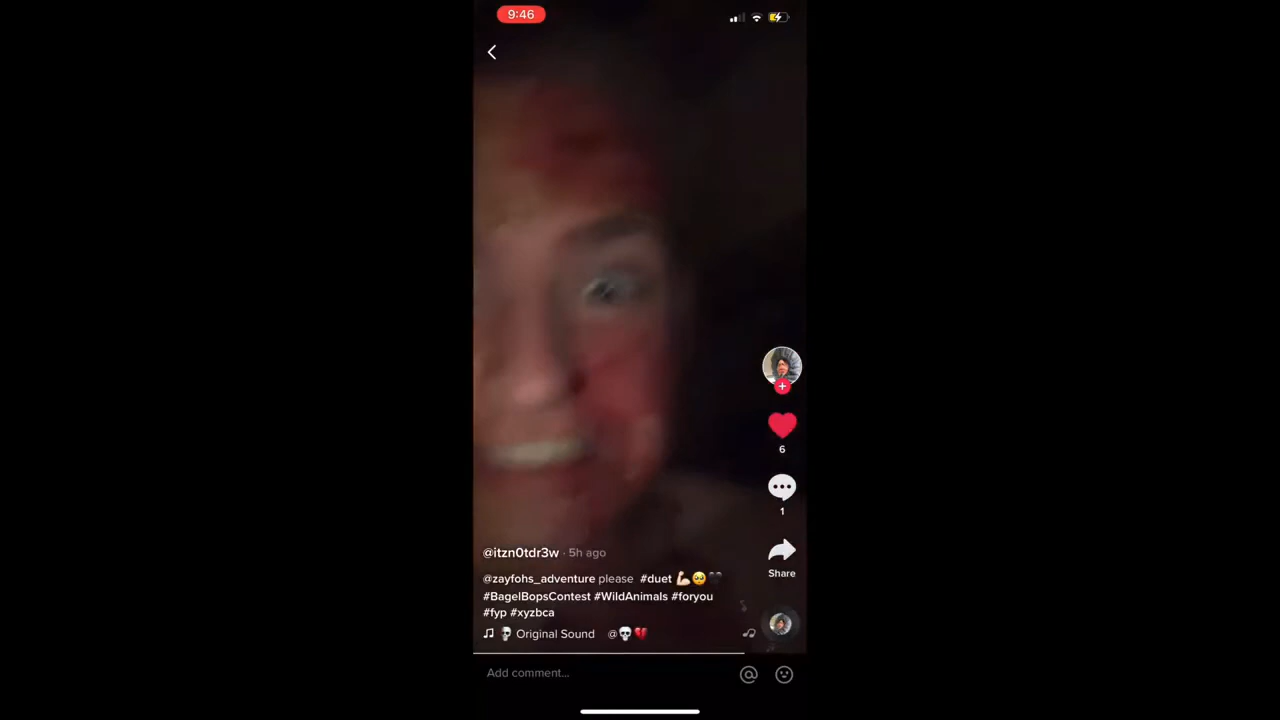 9:46
6
1
Share
@itzn0tdr3w · 5h ago
@zayfohs_adventure please #duet 💪🏻🥺🖤
#BagelBopsContest #WildAnimals #foryou
#fyp #xyzbca
💀 Original Sound @💀💔
Add comment...